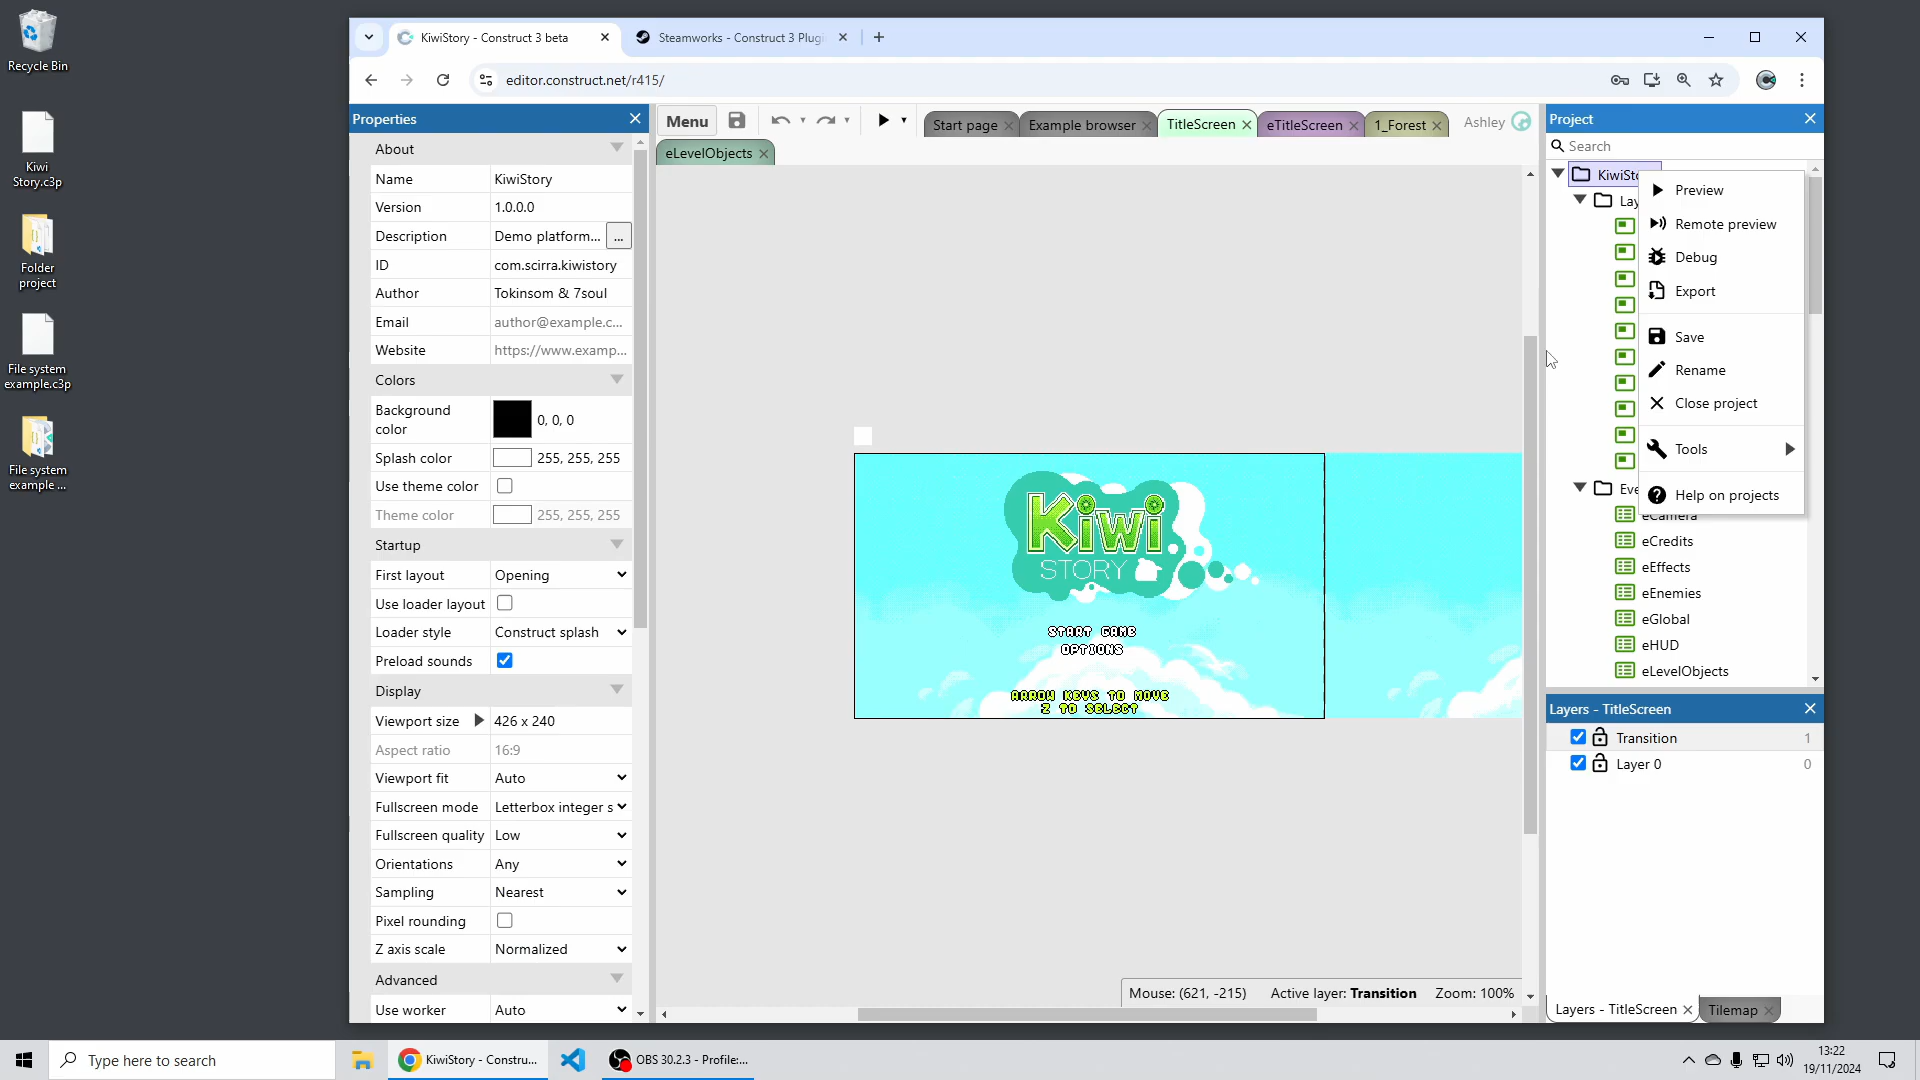 Recycle Bin
Kiwi
Story.c3p
Folder
project
File system
example.c3p
File system
example ...
KiwiStory - Construct 3 beta
Steamworks - Construct 3 Plugi
editor.construct.net/r415/
Properties
About
Name KiwiStory
Version 1.0.0.0
Description Demo platform... ...
ID com.scirra.kiwistory
Author Tokinsom & 7soul
Email author@example.c...
Website https://www.examp...
Colors
Background
color 0, 0, 0
Splash color 255, 255, 255
Use theme color
Theme color 255, 255, 255
Startup
First layout Opening
Use loader layout
Loader style Construct splash
Preload sounds
Display
Viewport size 426 x 240
Aspect ratio 16:9
Viewport fit Auto
Fullscreen mode Letterbox integer s
Fullscreen quality Low
Orientations Any
Sampling Nearest
Pixel rounding
Z axis scale Normalized
Advanced
Use worker Auto
Menu
Start page
Example browser
TitleScreen
eTitleScreen
1_Forest
Ashley
eLevelObjects
Kiwi
STORY
START GAME
OPTIONS
ARROW KEYS TO MOVE
Z TO SELECT
Mouse: (621, -215) Active layer: Transition Zoom: 100%
Project
Search
KiwiSto
Lay
Eve
eCamera
eCredits
eEffects
eEnemies
eGlobal
eHUD
eLevelObjects
Preview
Remote preview
Debug
Export
Save
Rename
Close project
Tools
Help on projects
Layers - TitleScreen
Transition 1
Layer 0 0
Layers - TitleScreen
Tilemap
Type here to search
KiwiStory - Constru...
OBS 30.2.3 - Profile:...
13:22
19/11/2024